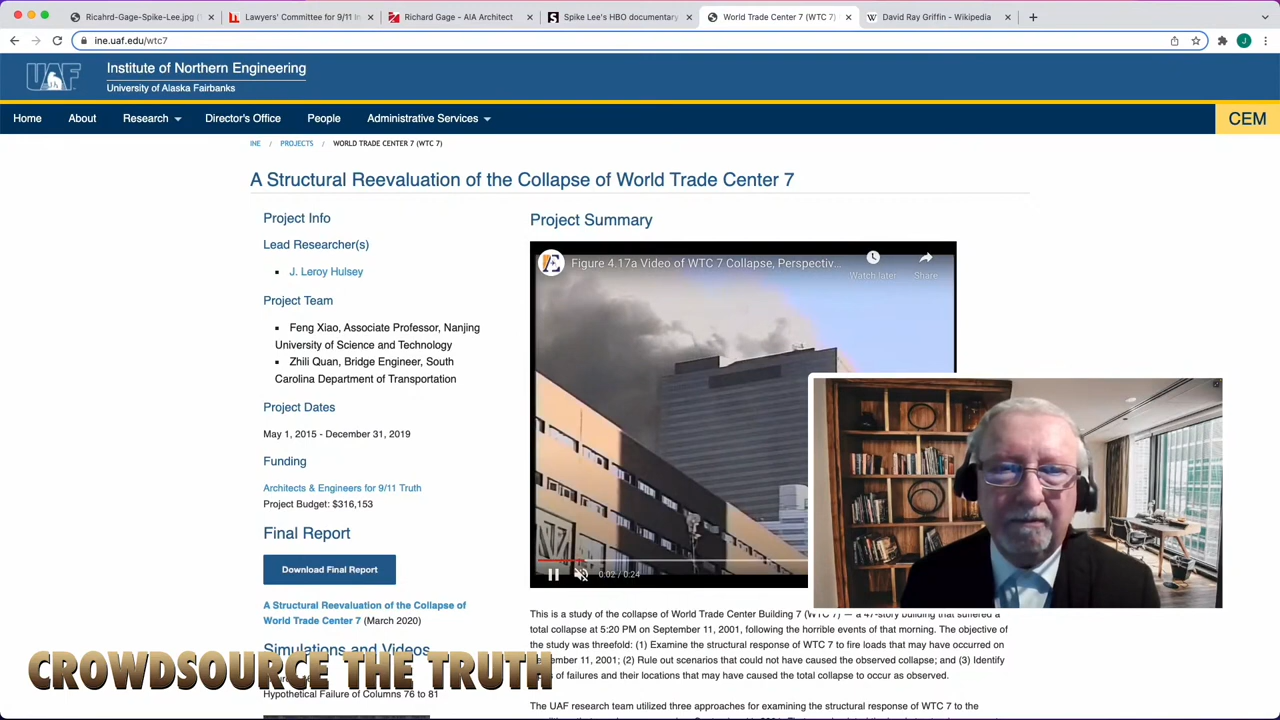 Ricahrd-Gage-Spike-Lee.jpg (
Lawyers' Committee for 9/11 In
Richard Gage - AIA Architect
Spike Lee's HBO documentary
World Trade Center 7 (WTC 7)
David Ray Griffin - Wikipedia
ine.uaf.edu/wtc7
J
UAF
Institute of Northern Engineering
University of Alaska Fairbanks
Home
About
Research
Director's Office
People
Administrative Services
CEM
INE / PROJECTS / WORLD TRADE CENTER 7 (WTC 7)
A Structural Reevaluation of the Collapse of World Trade Center 7
Project Info
Lead Researcher(s)
J. Leroy Hulsey
Project Team
Feng Xiao, Associate Professor, Nanjing
University of Science and Technology
Zhili Quan, Bridge Engineer, South
Carolina Department of Transportation
Project Dates
May 1, 2015 - December 31, 2019
Funding
Architects & Engineers for 9/11 Truth
Project Budget: $316,153
Final Report
Download Final Report
A Structural Reevaluation of the Collapse of
World Trade Center 7 (March 2020)
Simulations and Videos
Hypothetical Failure of Columns 76 to 81
Project Summary
Figure 4.17a Video of WTC 7 Collapse, Perspectiv...
Watch later
Share
0:02 / 0:24
This is a study of the collapse of World Trade Center Building 7 (WTC 7) — a 47-story building that suffered a
total collapse at 5:20 PM on September 11, 2001, following the horrible events of that morning. The objective of
the study was threefold: (1) Examine the structural response of WTC 7 to fire loads that may have occurred on
11, 2001; (2) Rule out scenarios that could not have caused the observed collapse; and (3) Identify
of failures and their locations that may have caused the total collapse to occur as observed.
The UAF research team utilized three approaches for examining the structural response of WTC 7 to the
CROWDSOURCE THE TRUTH